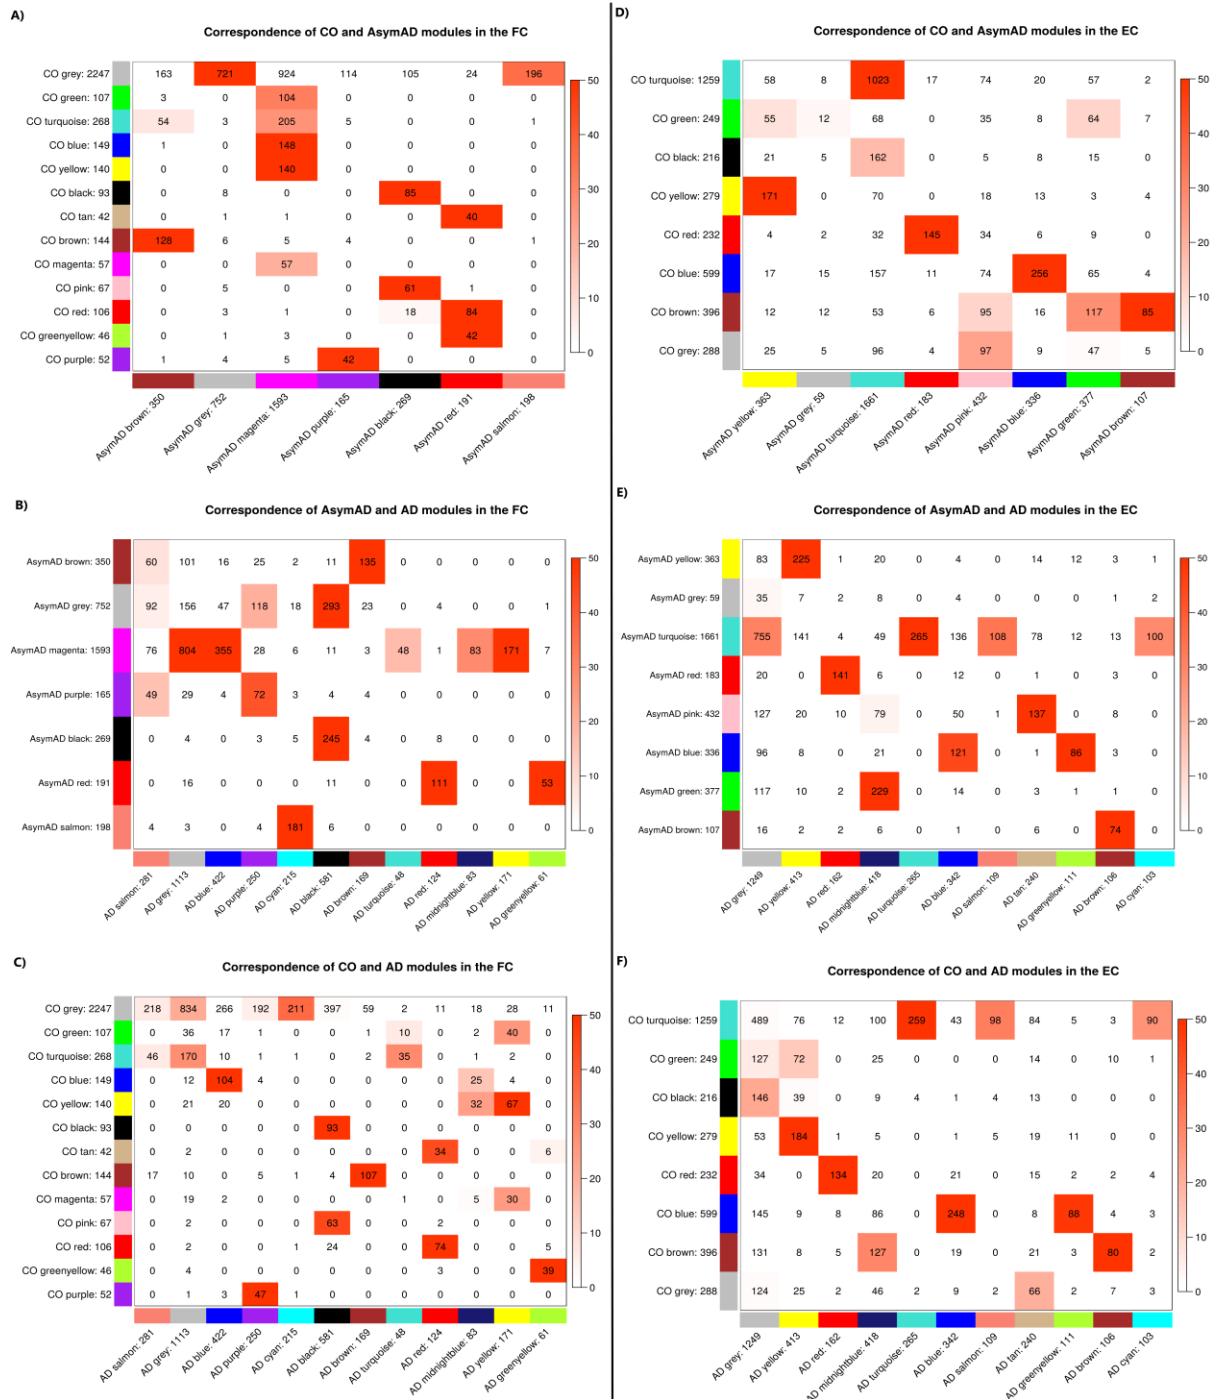 A)
Correspondence of CO and AsymAD modules in the FC
CO grey: 2247 163 721 924 114 105 24 196
CO green: 107 3 0 104 0 0 0 0
CO turquoise: 268 54 3 205 5 0 0 1
CO blue: 149 1 0 148 0 0 0 0
CO yellow: 140 0 0 140 0 0 0 0
CO black: 93 0 8 0 0 85 0 0
CO tan: 42 0 1 1 0 0 40 0
CO brown: 144 128 6 5 4 0 0 1
CO magenta: 57 0 0 57 0 0 0 0
CO pink: 67 0 5 0 0 61 1 0
CO red: 106 0 3 1 0 18 84 0
CO greenyellow: 46 0 1 3 0 0 42 0
CO purple: 52 1 4 5 42 0 0 0
50
40
30
20
10
0
AsymAD brown: 350
AsymAD grey: 752
AsymAD magenta: 1593
AsymAD purple: 165
AsymAD black: 269
AsymAD red: 191
AsymAD salmon: 198
B)
Correspondence of AsymAD and AD modules in the FC
AsymAD brown: 350 60 101 16 25 2 11 135 0 0 0 0 0
AsymAD grey: 752 92 156 47 118 18 293 23 0 4 0 0 1
AsymAD magenta: 1593 76 804 355 28 6 11 3 48 1 83 171 7
AsymAD purple: 165 49 29 4 72 3 4 4 0 0 0 0 0
AsymAD black: 269 0 4 0 3 5 245 4 0 8 0 0 0
AsymAD red: 191 0 16 0 0 0 11 0 0 111 0 0 53
AsymAD salmon: 198 4 3 0 4 181 6 0 0 0 0 0 0
50
40
30
20
10
0
AD salmon: 281
AD grey: 1113
AD blue: 422
AD purple: 250
AD cyan: 215
AD black: 581
AD brown: 169
AD turquoise: 48
AD red: 124
AD midnightblue: 83
AD yellow: 171
AD greenyellow: 61
C)
Correspondence of CO and AD modules in the FC
CO grey: 2247 218 834 266 192 211 397 59 2 11 18 28 11
CO green: 107 0 36 17 1 0 0 1 10 0 2 40 0
CO turquoise: 268 46 170 10 1 1 0 2 35 0 1 2 0
CO blue: 149 0 12 104 4 0 0 0 0 0 25 4 0
CO yellow: 140 0 21 20 0 0 0 0 0 0 32 67 0
CO black: 93 0 0 0 0 0 93 0 0 0 0 0 0
CO tan: 42 0 2 0 0 0 0 0 0 34 0 0 6
CO brown: 144 17 10 0 5 1 4 107 0 0 0 0 0
CO magenta: 57 0 19 2 0 0 0 0 1 0 5 30 0
CO pink: 67 0 2 0 0 0 63 0 0 2 0 0 0
CO red: 106 0 2 0 0 1 24 0 0 74 0 0 5
CO greenyellow: 46 0 4 0 0 0 0 0 0 3 0 0 39
CO purple: 52 0 1 3 47 1 0 0 0 0 0 0 0
50
40
30
20
10
0
AD salmon: 281
AD grey: 1113
AD blue: 422
AD purple: 250
AD cyan: 215
AD black: 581
AD brown: 169
AD turquoise: 48
AD red: 124
AD midnightblue: 83
AD yellow: 171
AD greenyellow: 61
D)
Correspondence of CO and AsymAD modules in the EC
CO turquoise: 1259 58 8 1023 17 74 20 57 2
CO green: 249 55 12 68 0 35 8 64 7
CO black: 216 21 5 162 0 5 8 15 0
CO yellow: 279 171 0 70 0 18 13 3 4
CO red: 232 4 2 32 145 34 6 9 0
CO blue: 599 17 15 157 11 74 256 65 4
CO brown: 396 12 12 53 6 95 16 117 85
CO grey: 288 25 5 96 4 97 9 47 5
50
40
30
20
10
0
AsymAD yellow: 363
AsymAD grey: 59
AsymAD turquoise: 1661
AsymAD red: 183
AsymAD pink: 432
AsymAD blue: 336
AsymAD green: 377
AsymAD brown: 107
E)
Correspondence of AsymAD and AD modules in the EC
AsymAD yellow: 363 83 225 1 20 0 4 0 14 12 3 1
AsymAD grey: 59 35 7 2 8 0 4 0 0 0 1 2
AsymAD turquoise: 1661 755 141 4 49 265 136 108 78 12 13 100
AsymAD red: 183 20 0 141 6 0 12 0 1 0 3 0
AsymAD pink: 432 127 20 10 79 0 50 1 137 0 8 0
AsymAD blue: 336 96 8 0 21 0 121 0 1 86 3 0
AsymAD green: 377 117 10 2 229 0 14 0 3 1 1 0
AsymAD brown: 107 16 2 2 6 0 1 0 6 0 74 0
50
40
30
20
10
0
AD grey: 1249
AD yellow: 413
AD red: 162
AD midnightblue: 418
AD turquoise: 265
AD blue: 342
AD salmon: 109
AD tan: 240
AD greenyellow: 111
AD brown: 106
AD cyan: 103
F)
Correspondence of CO and AD modules in the EC
CO turquoise: 1259 489 76 12 100 259 43 98 84 5 3 90
CO green: 249 127 72 0 25 0 0 0 14 0 10 1
CO black: 216 146 39 0 9 4 1 4 13 0 0 0
CO yellow: 279 53 184 1 5 0 1 5 19 11 0 0
CO red: 232 34 0 134 20 0 21 0 15 2 2 4
CO blue: 599 145 9 8 86 0 248 0 8 88 4 3
CO brown: 396 131 8 5 127 0 19 0 21 3 80 2
CO grey: 288 124 25 2 46 2 9 2 66 2 7 3
50
40
30
20
10
0
AD grey: 1249
AD yellow: 413
AD red: 162
AD midnightblue: 418
AD turquoise: 265
AD blue: 342
AD salmon: 109
AD tan: 240
AD greenyellow: 111
AD brown: 106
AD cyan: 103